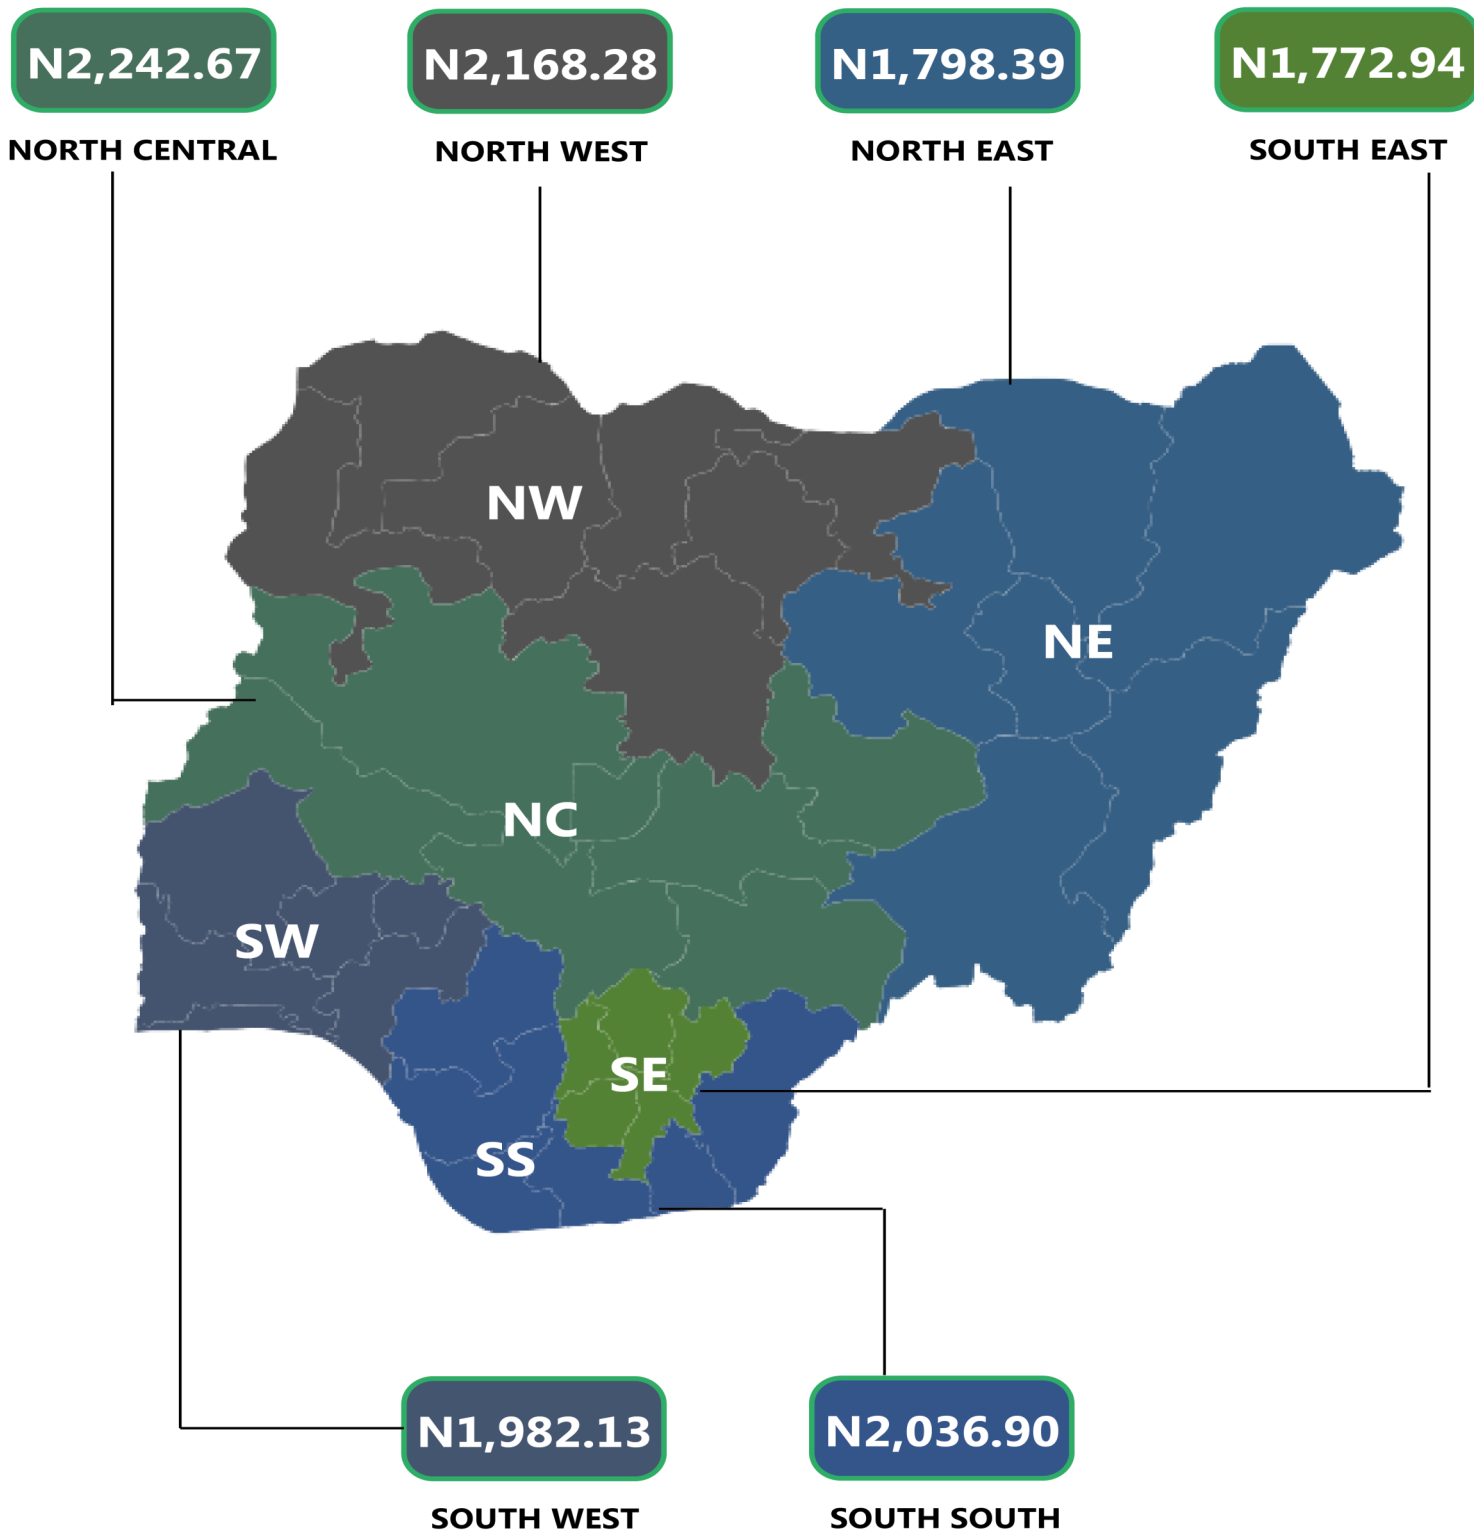 N2,242.67
N2,168.28
N1,798.39
N1,772.94
NORTH CENTRAL
NORTH WEST
NORTH EAST
SOUTH EAST
NW
NE
NC
SW
SE
SS
N1,982.13
N2,036.90
SOUTH WEST
SOUTH SOUTH